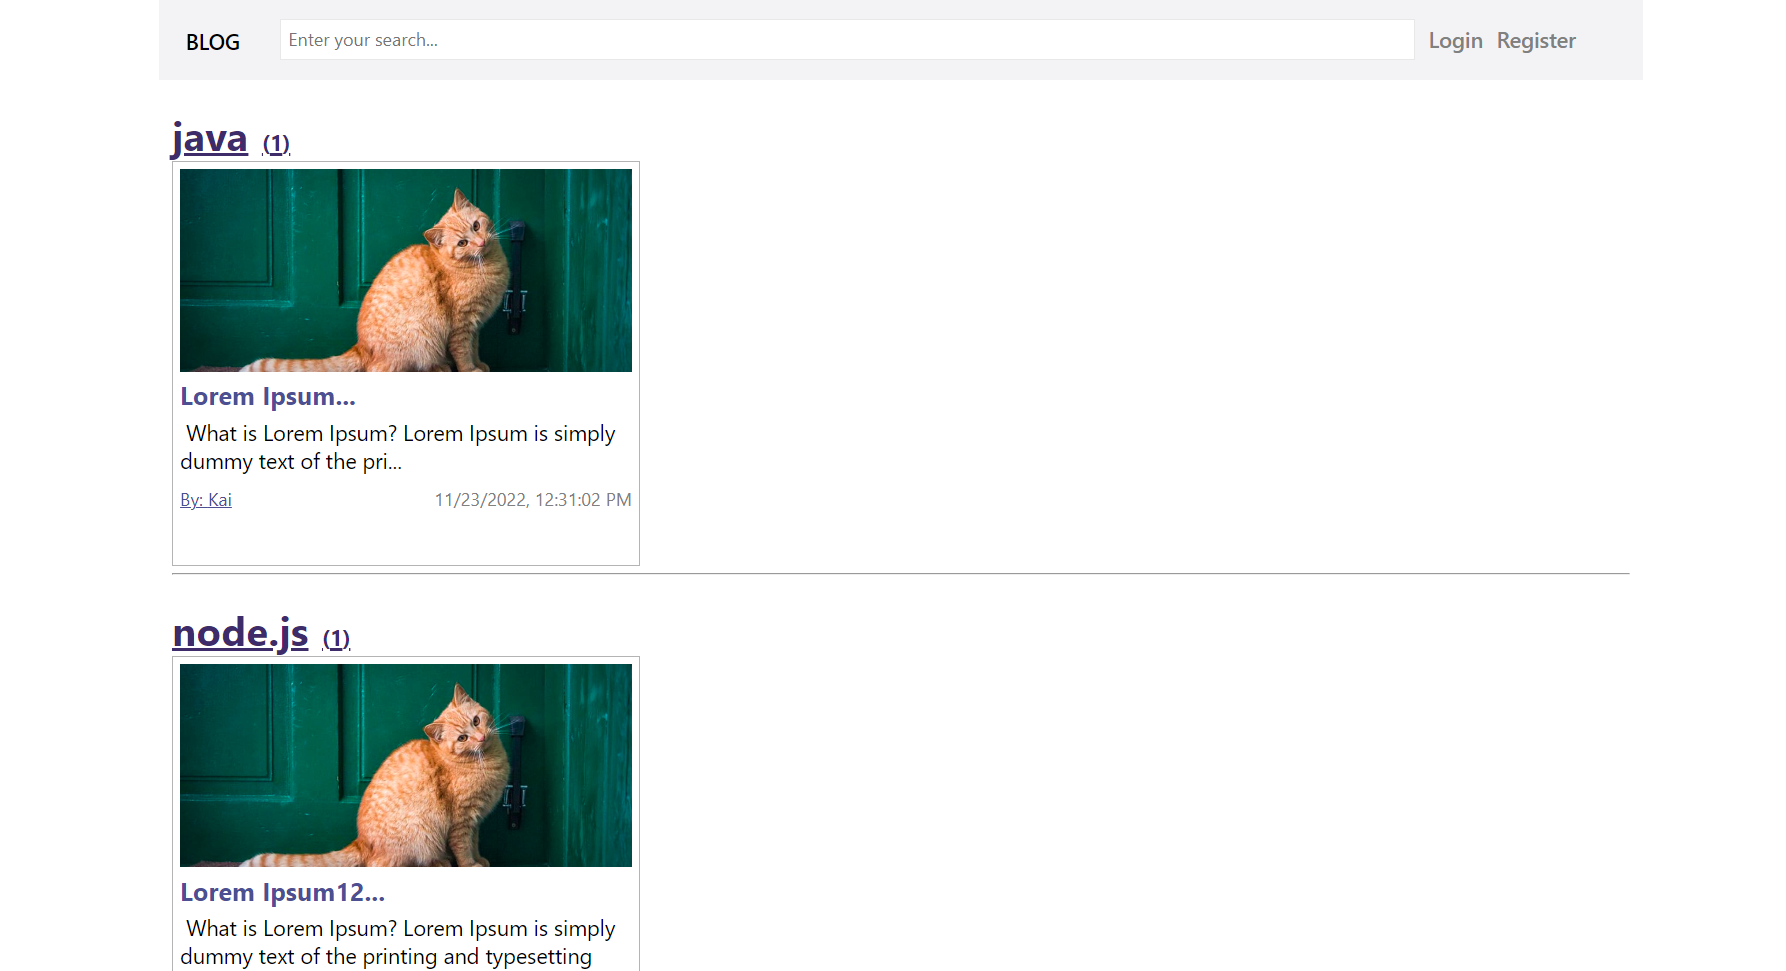 BLOG Enter your search... Login Register
java (1)
Lorem Ipsum...
What is Lorem Ipsum? Lorem Ipsum is simply
dummy text of the pri...
By: Kai 11/23/2022, 12:31:02 PM
node.js (1)
Lorem Ipsum12...
What is Lorem Ipsum? Lorem Ipsum is simply
dummy text of the printing and typesetting